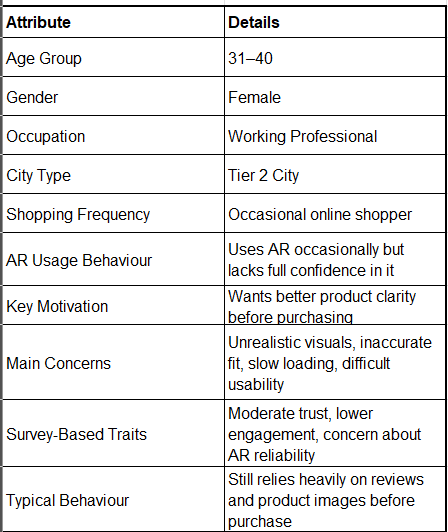 Attribute Details
Age Group 31–40
Gender Female
Occupation Working Professional
City Type Tier 2 City
Shopping Frequency Occasional online shopper
AR Usage Behaviour Uses AR occasionally but
lacks full confidence in it
Key Motivation Wants better product clarity
before purchasing
Main Concerns Unrealistic visuals, inaccurate
fit, slow loading, difficult
usability
Survey-Based Traits Moderate trust, lower
engagement, concern about
AR reliability
Typical Behaviour Still relies heavily on reviews
and product images before
purchase